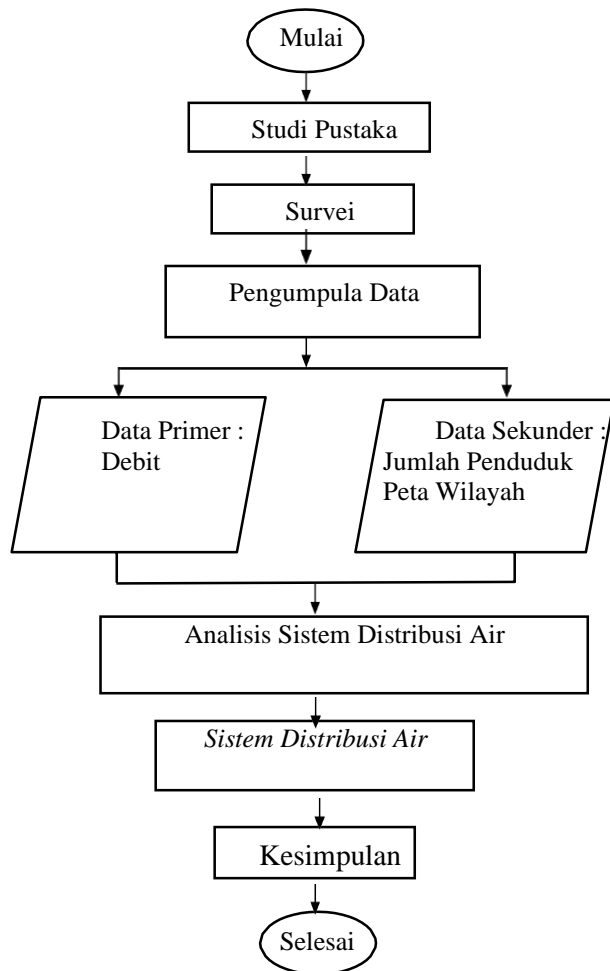 Mulai
Studi Pustaka
Survei
Pengumpula Data
Data Primer :
Debit
Data Sekunder :
Jumlah Penduduk
Peta Wilayah
Analisis Sistem Distribusi Air
Sistem Distribusi Air
Kesimpulan
Selesai